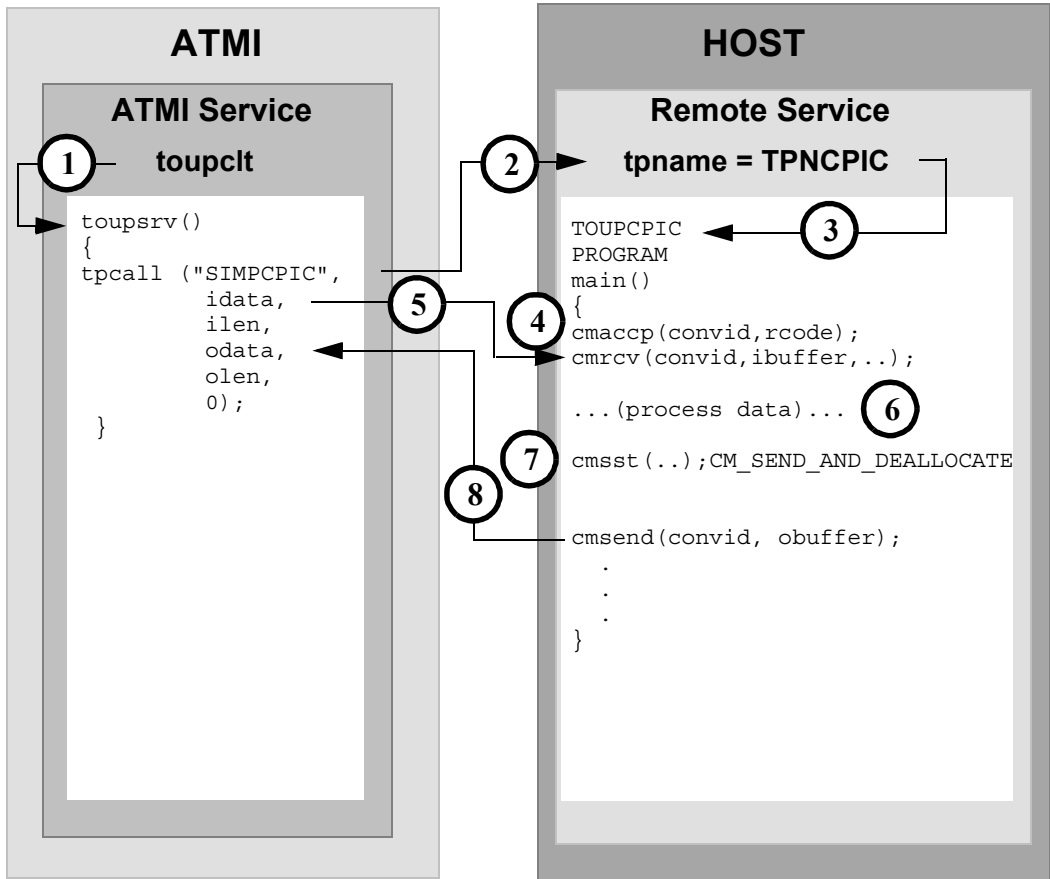 ATMI
ATMI Service
1
toupclt
toupsrv()
{
tpcall ("SIMPCPIC",
idata,
ilen,
odata,
olen,
0);
}
2
5
8
HOST
Remote Service
tpname = TPNCPIC
3
TOUPCPIC
PROGRAM
main()
{
4
cmaccp(convid,rcode);
cmrcv(convid,ibuffer,..);
...(process data)...
6
7
cmsst(..);CM_SEND_AND_DEALLOCATE
cmsend(convid, obuffer);
.
.
.
}